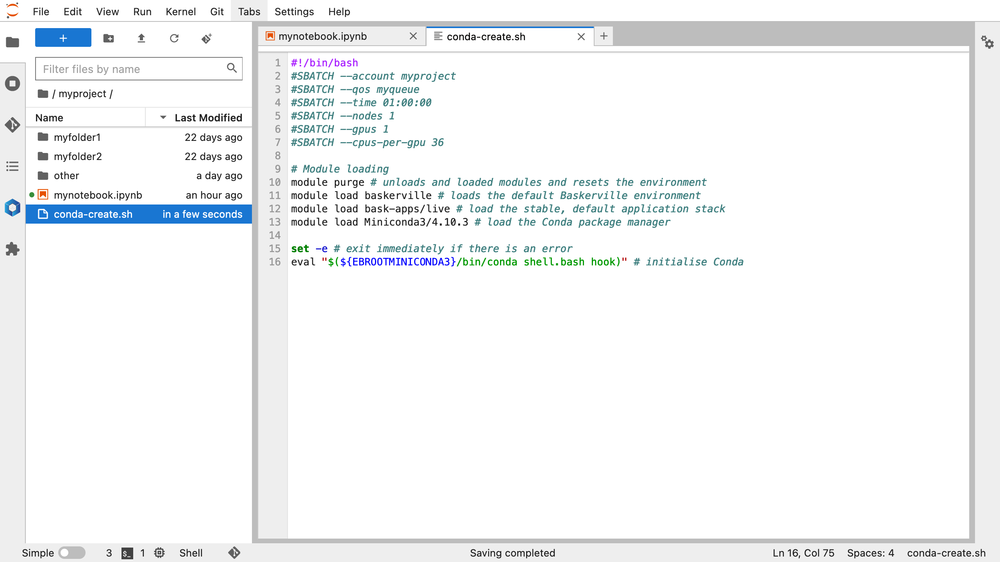 File Edit View Run Kernel Git Tabs Settings Help
Filter files by name
/ myproject /
Name Last Modified
myfolder1 22 days ago
myfolder2 22 days ago
other a day ago
mynotebook.ipynb an hour ago
conda-create.sh in a few seconds
mynotebook.ipynb conda-create.sh
1 #!/bin/bash
2 #SBATCH --account myproject
3 #SBATCH --qos myqueue
4 #SBATCH --time 01:00:00
5 #SBATCH --nodes 1
6 #SBATCH --gpus 1
7 #SBATCH --cpus-per-gpu 36
8
9 # Module loading
10 module purge # unloads and loaded modules and resets the environment
11 module load baskerville # loads the default Baskerville environment
12 module load bask-apps/live # load the stable, default application stack
13 module load Miniconda3/4.10.3 # load the Conda package manager
14
15 set -e # exit immediately if there is an error
16 eval "$(${EBROOTMINICONDA3}/bin/conda shell.bash hook)" # initialise Conda
Simple 3 $_ 1 Shell Saving completed Ln 16, Col 75 Spaces: 4 conda-create.sh